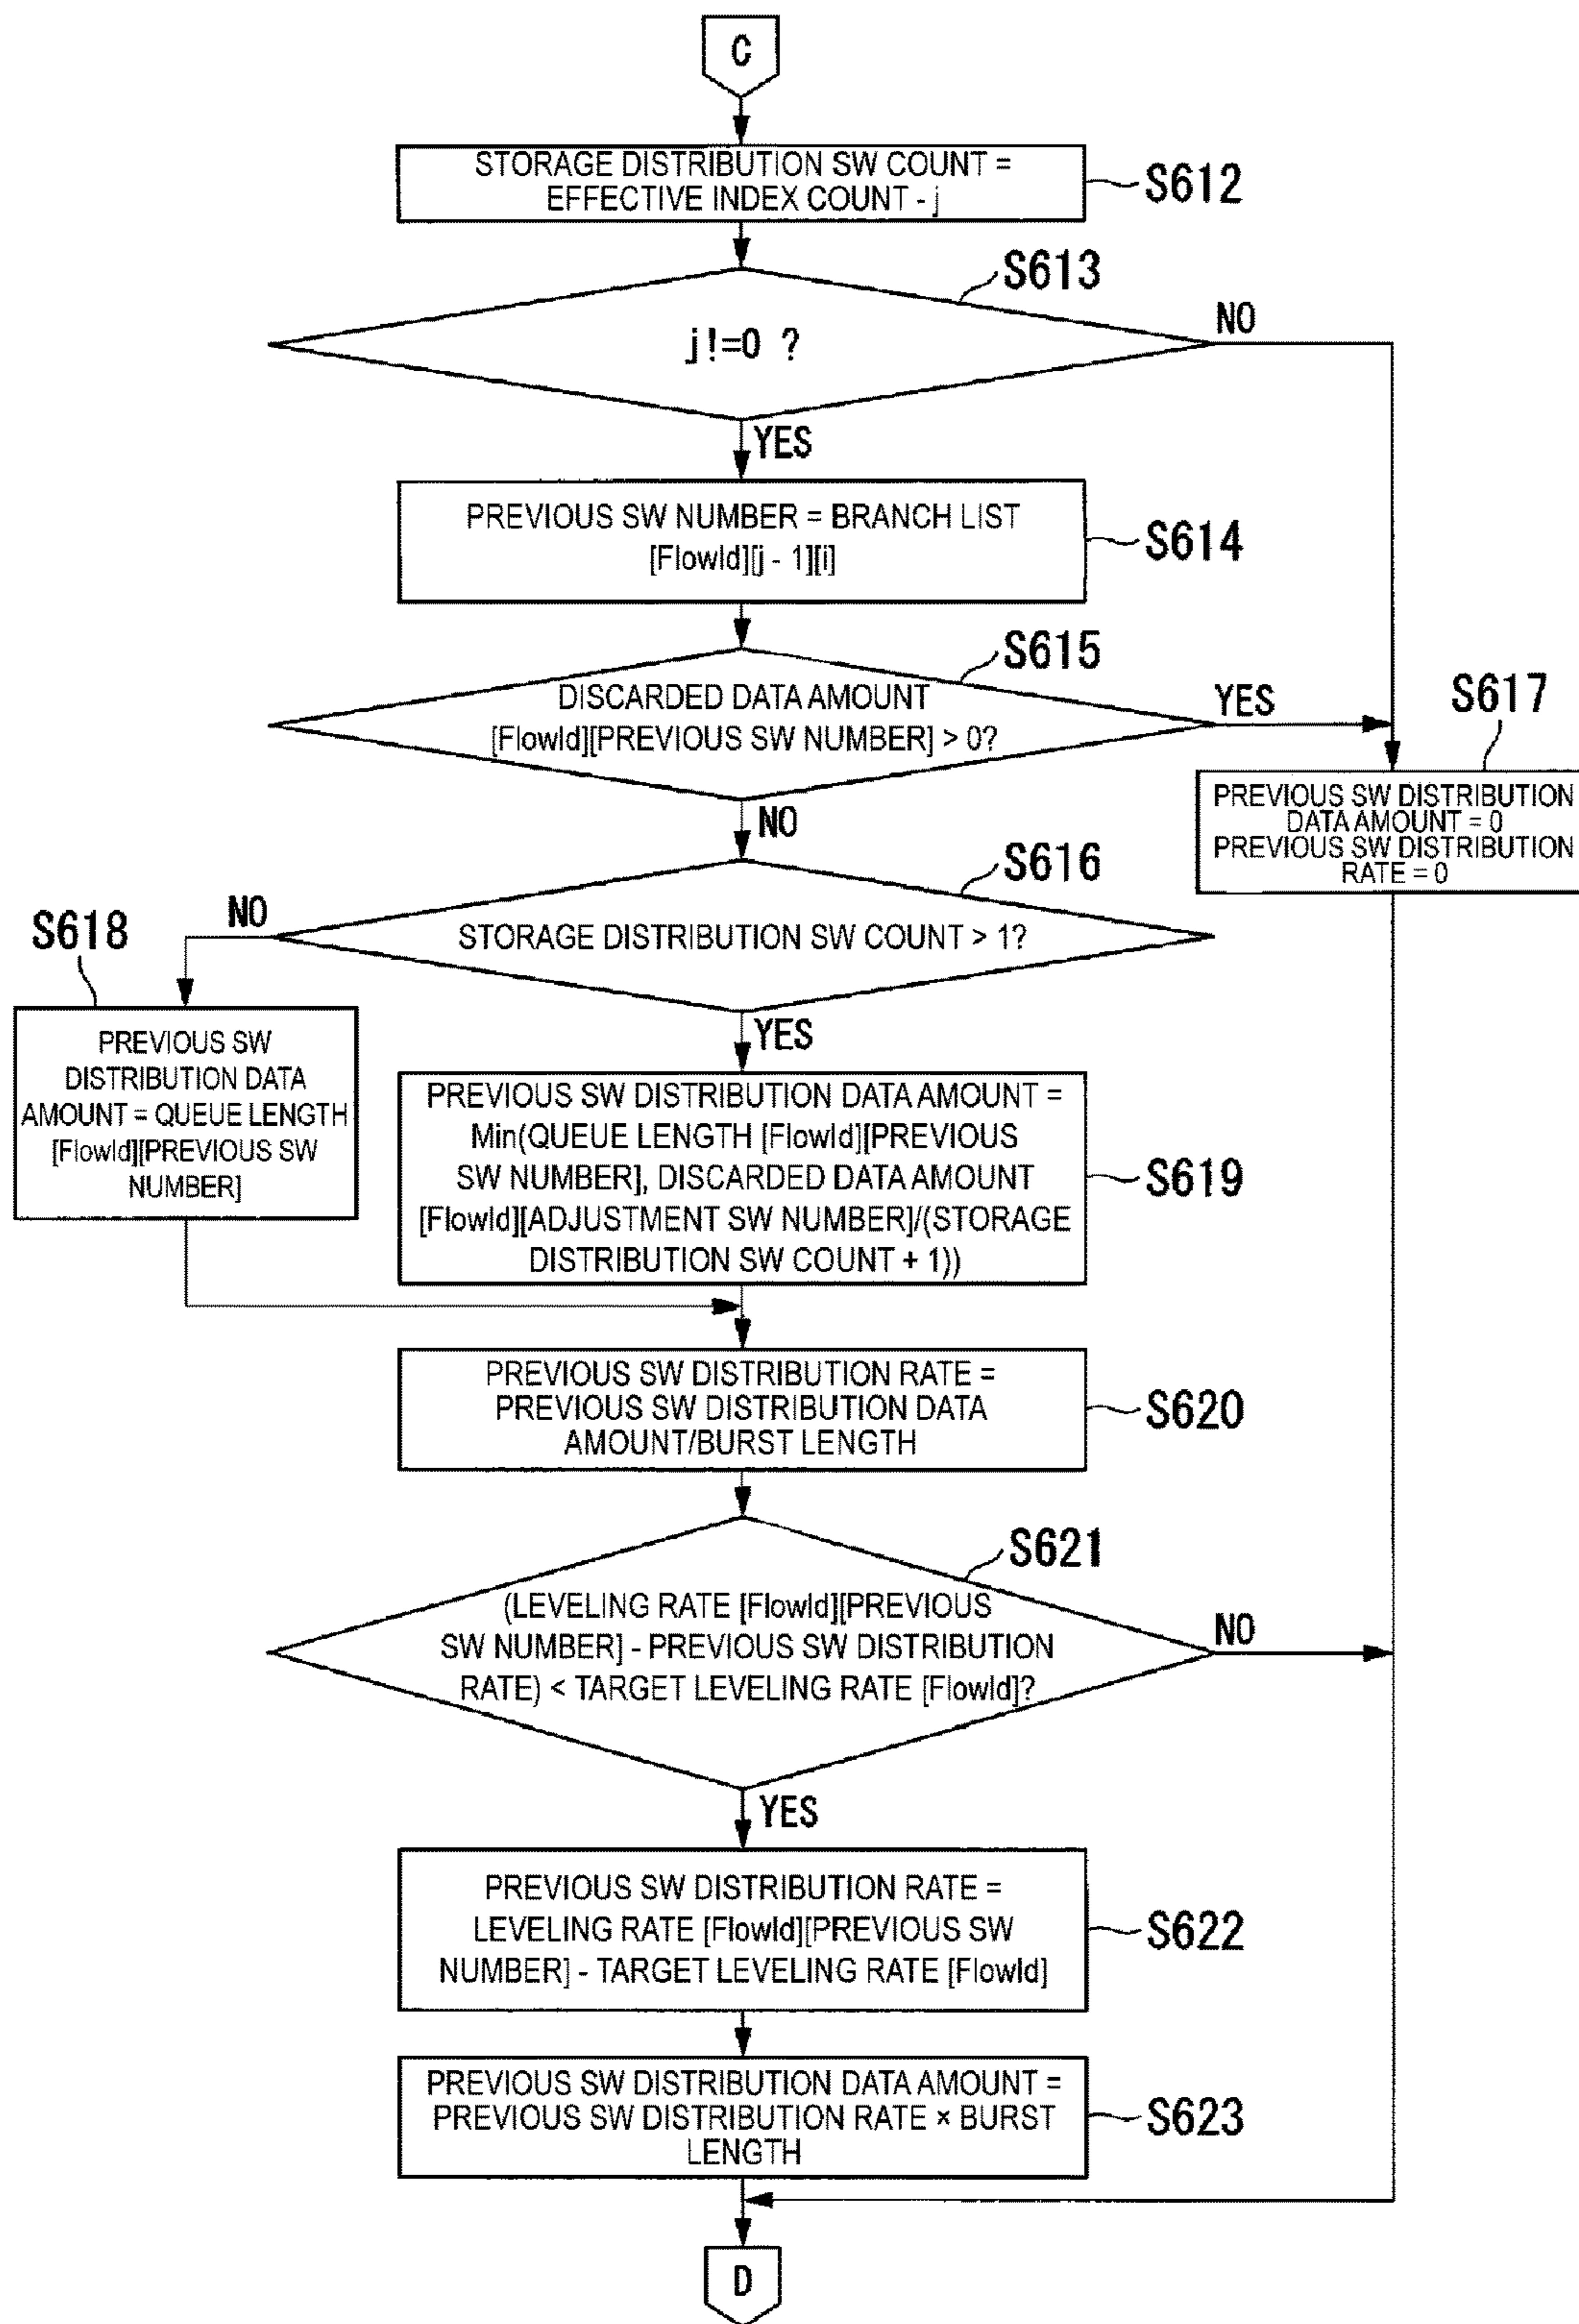 C
STORAGE DISTRIBUTION SW COUNT =
EFFECTIVE INDEX COUNT - j
S612
S613
j!=0 ?
NO
YES
PREVIOUS SW NUMBER = BRANCH LIST
[FlowId][j - 1][i]
S614
S615
DISCARDED DATA AMOUNT
[FlowId][PREVIOUS SW NUMBER] > 0?
YES
S617
PREVIOUS SW DISTRIBUTION
DATA AMOUNT = 0
PREVIOUS SW DISTRIBUTION
RATE = 0
NO
S616
STORAGE DISTRIBUTION SW COUNT > 1?
NO
S618
PREVIOUS SW
DISTRIBUTION DATA
AMOUNT = QUEUE LENGTH
[FlowId][PREVIOUS SW
NUMBER]
YES
PREVIOUS SW DISTRIBUTION DATA AMOUNT =
Min(QUEUE LENGTH [FlowId][PREVIOUS
SW NUMBER], DISCARDED DATA AMOUNT
[FlowId][ADJUSTMENT SW NUMBER]/(STORAGE
DISTRIBUTION SW COUNT + 1))
S619
PREVIOUS SW DISTRIBUTION RATE =
PREVIOUS SW DISTRIBUTION DATA
AMOUNT/BURST LENGTH
S620
S621
(LEVELING RATE [FlowId][PREVIOUS
SW NUMBER] - PREVIOUS SW DISTRIBUTION
RATE) < TARGET LEVELING RATE [FlowId]?
NO
YES
PREVIOUS SW DISTRIBUTION RATE =
LEVELING RATE [FlowId][PREVIOUS SW
NUMBER] - TARGET LEVELING RATE [FlowId]
S622
PREVIOUS SW DISTRIBUTION DATA AMOUNT =
PREVIOUS SW DISTRIBUTION RATE × BURST
LENGTH
S623
D